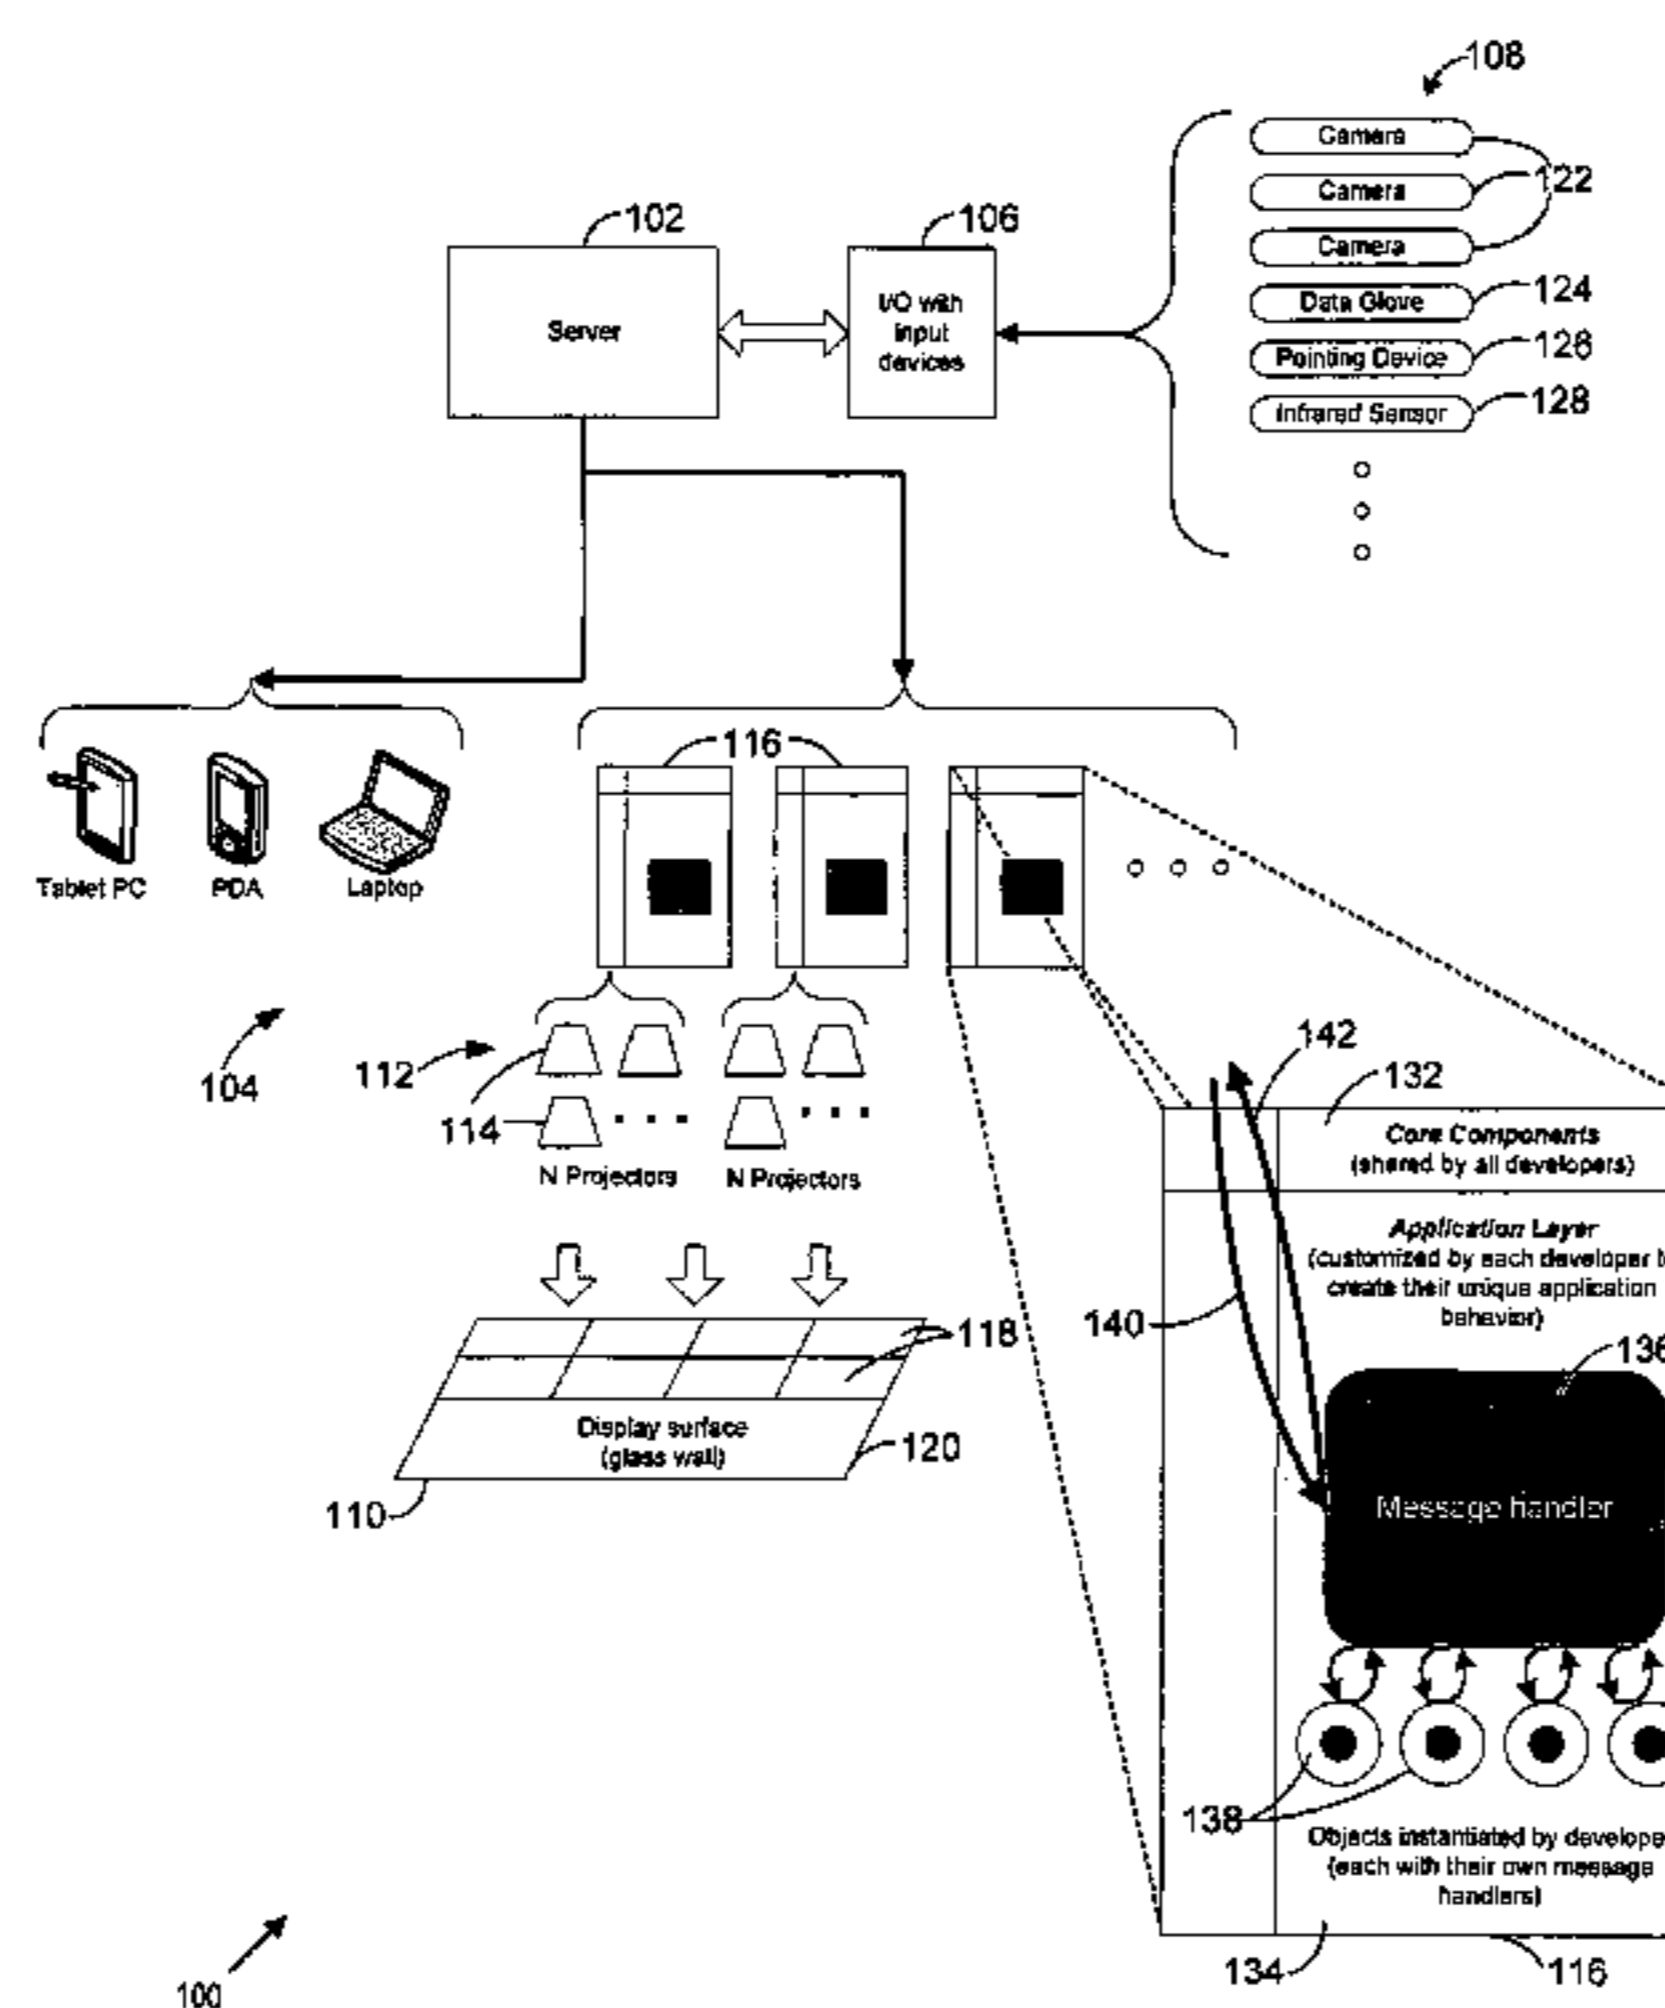 108
Camera
Camera
122
Camera
Data Glove
124
Pointing Device
126
Infrared Sensor
128
102
106
Server
I/O with
input
devices
116
Tablet PC
PDA
Laptop
104
112
114
N Projectors
N Projectors
118
Display surface
(glass wall)
120
110
142
132
Core Components
(shared by all developers)
Application Layer
(customized by each developer
create their unique application
behavior)
140
136
Message handler
138
Objects instantiated by
(each with their own message
handlers)
134
116
100